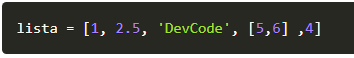 lista = [1, 2.5, 'DevCode', [5,6] ,4]